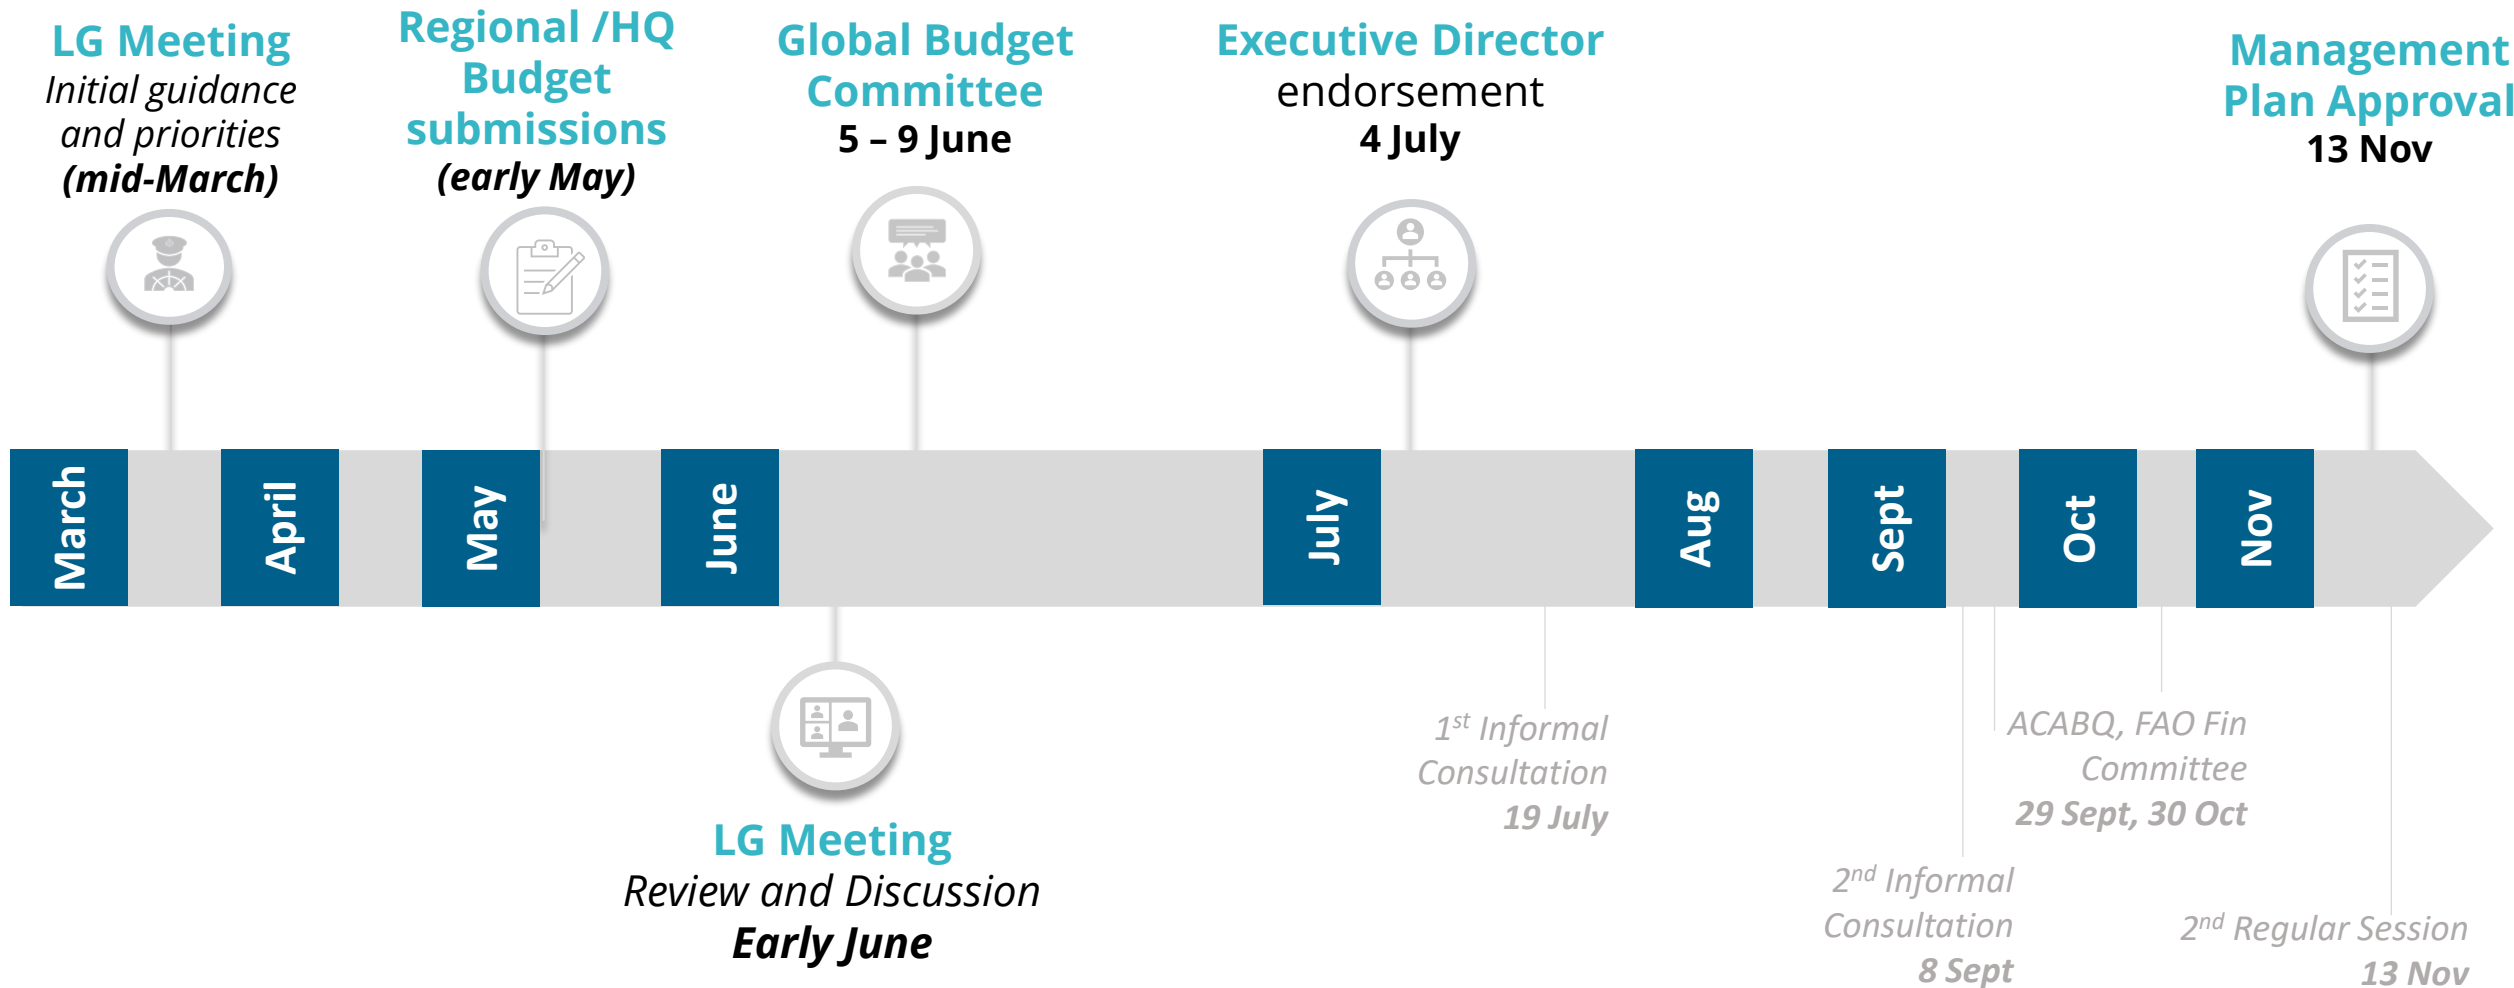 LG Meeting
Initial guidance
and priorities
(mid-March)
Regional /HQ
Budget
submissions
(early May)
Global Budget
Committee
5 – 9 June
Executive Director
endorsement
4 July
Management
Plan Approval
13 Nov
March
April
May
June
July
Aug
Sept
Oct
Nov
LG Meeting
Review and Discussion
Early June
1st Informal
Consultation
19 July
2nd Informal
Consultation
8 Sept
ACABQ, FAO Fin
Committee
29 Sept, 30 Oct
2nd Regular Session
13 Nov